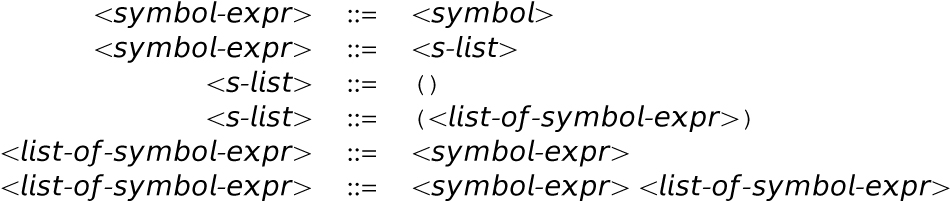 <symbol-expr> ::= <symbol>
<symbol-expr> ::= <s-list>
<s-list> ::= ()
<s-list> ::= (<list-of-symbol-expr>)
<list-of-symbol-expr> ::= <symbol-expr>
<list-of-symbol-expr> ::= <symbol-expr> <list-of-symbol-expr>